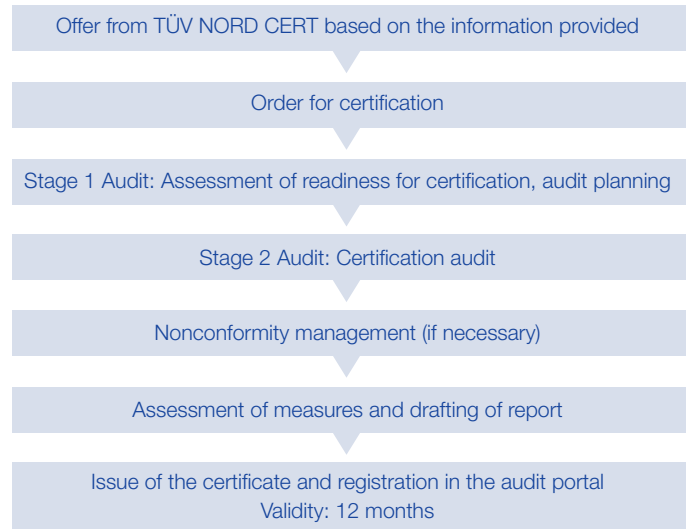 Offer from TÜV NORD CERT based on the information provided
Order for certification
Stage 1 Audit: Assessment of readiness for certification, audit planning
Stage 2 Audit: Certification audit
Nonconformity management (if necessary)
Assessment of measures and drafting of report
Issue of the certificate and registration in the audit portal
Validity: 12 months